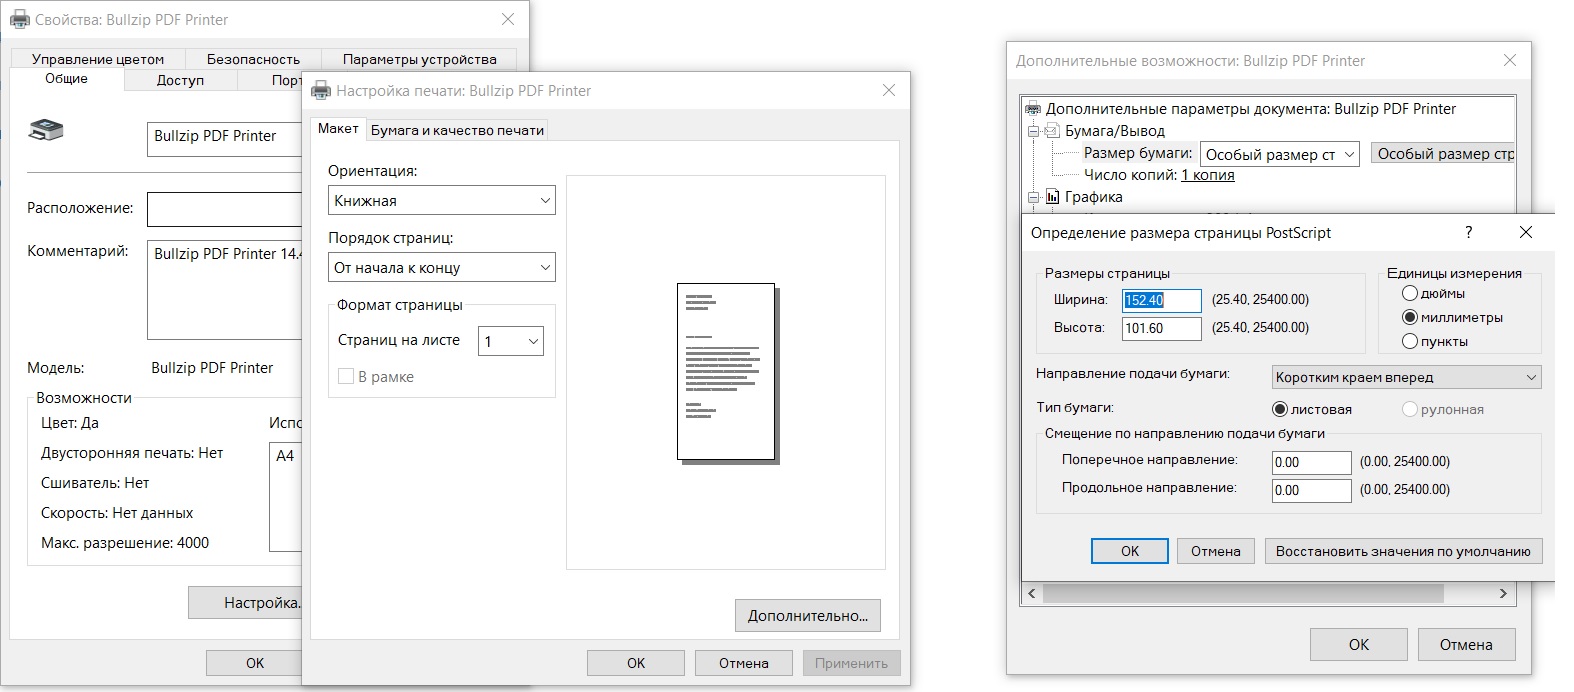 Свойства: Bullzip PDF Printer
Управление цветом
Безопасность
Параметры устройства
Общие
Доступ
Порт
Bullzip PDF Printer
Расположение:
Комментарий:
Bullzip PDF Printer 14.4
Модель:
Bullzip PDF Printer
Возможности
Цвет: Да
Испо
Двусторонняя печать: Нет
A4
Сшиватель: Нет
Скорость: Нет данных
Макс. разрешение: 4000
Настройка.
OK
Настройка печати: Bullzip PDF Printer
Макет
Бумага и качество печати
Ориентация:
Книжная
Порядок страниц:
От начала к концу
Формат страницы
Страниц на листе
1
В рамке
Дополнительно...
OK
Отмена
Применить
Дополнительные возможности: Bullzip PDF Printer
Дополнительные параметры документа: Bullzip PDF Printer
Бумага/Вывод
Размер бумаги: Особый размер ст Особый размер стр
Число копий: 1 копия
Графика
Определение размера страницы PostScript
?
Размеры страницы
Ширина: 152.40 (25.40, 25400.00)
Высота: 101.60 (25.40, 25400.00)
Единицы измерения
дюймы
миллиметры
пункты
Направление подачи бумаги: Коротким краем вперед
Тип бумаги: листовая рулонная
Смещение по направлению подачи бумаги
Поперечное направление: 0.00 (0.00, 25400.00)
Продольное направление: 0.00 (0.00, 25400.00)
OK
Отмена
Восстановить значения по умолчанию
OK
Отмена